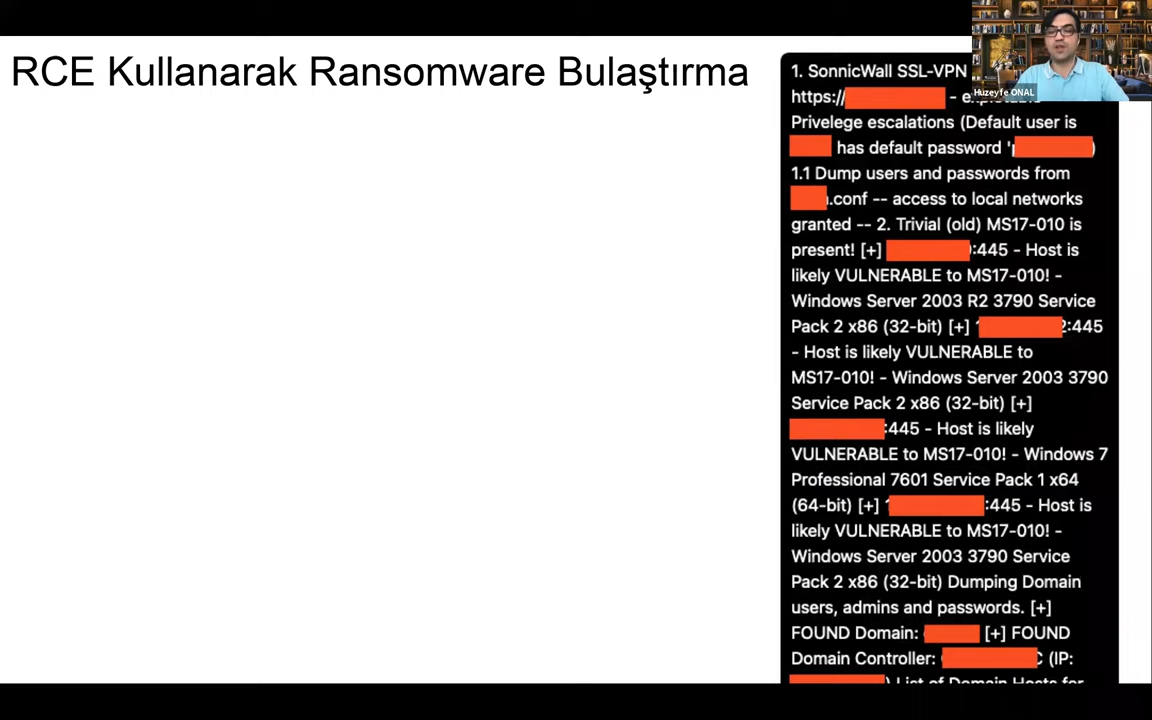 RCE Kullanarak Ransomware Bulaştırma
Huzeyfe ONAL
1. SonnicWall SSL-VPN
https:// -
Privelege escalations (Default user is
has default password ' )
1.1 Dump users and passwords from
.conf -- access to local networks
granted -- 2. Trivial (old) MS17-010 is
present! [+] :445 - Host is
likely VULNERABLE to MS17-010! -
Windows Server 2003 R2 3790 Service
Pack 2 x86 (32-bit) [+] :445
- Host is likely VULNERABLE to
MS17-010! - Windows Server 2003 3790
Service Pack 2 x86 (32-bit) [+]
:445 - Host is likely
VULNERABLE to MS17-010! - Windows 7
Professional 7601 Service Pack 1 x64
(64-bit) [+] :445 - Host is
likely VULNERABLE to MS17-010! -
Windows Server 2003 3790 Service
Pack 2 x86 (32-bit) Dumping Domain
users, admins and passwords. [+]
FOUND Domain: [+] FOUND
Domain Controller: (IP:
) List of Domain Hosts for